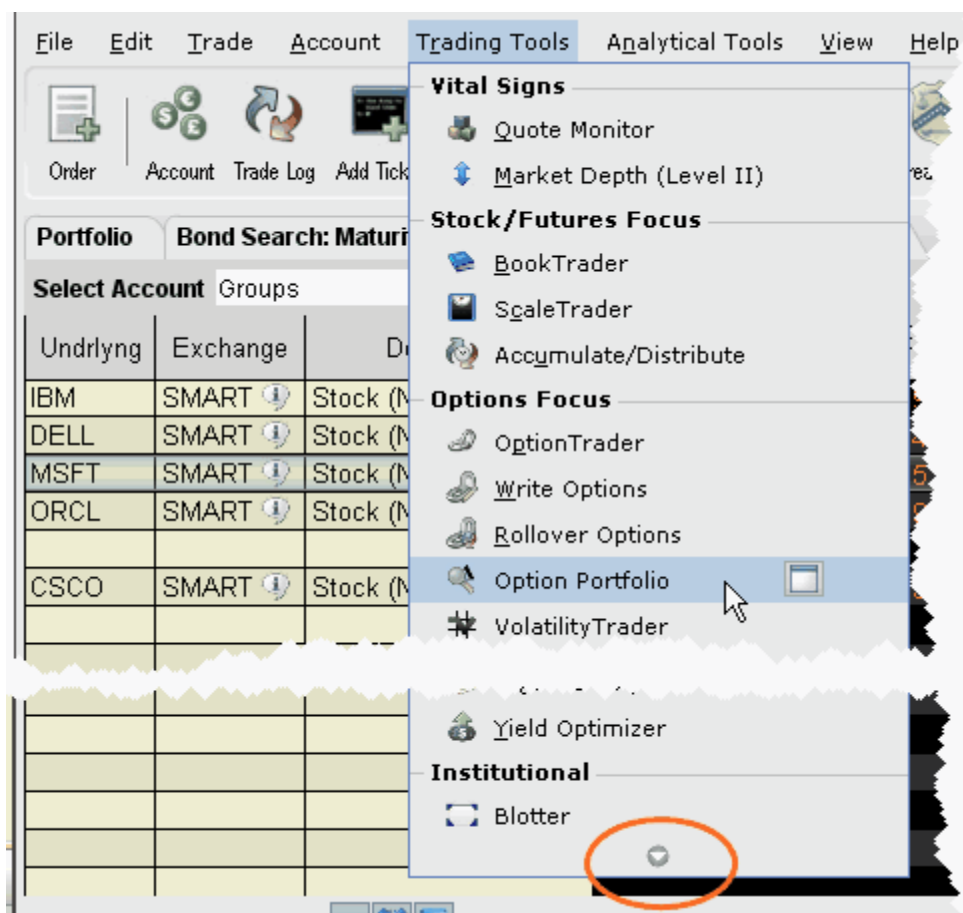 File Edit Trade Account Trading Tools Analytical Tools View Help
Order Account Trade Log Add Tick
Portfolio Bond Search: Maturi
Select Account Groups
Undrlyng Exchange
IBM SMART Stock (N
DELL SMART Stock (N
MSFT SMART Stock (N 5
ORCL SMART Stock (N
CSCO SMART Stock (N
Vital Signs
Quote Monitor
Market Depth (Level II)
Stock/Futures Focus
BookTrader
ScaleTrader
Accumulate/Distribute
Options Focus
OptionTrader
Write Options
Rollover Options
Option Portfolio
VolatilityTrader
Yield Optimizer
Institutional
Blotter